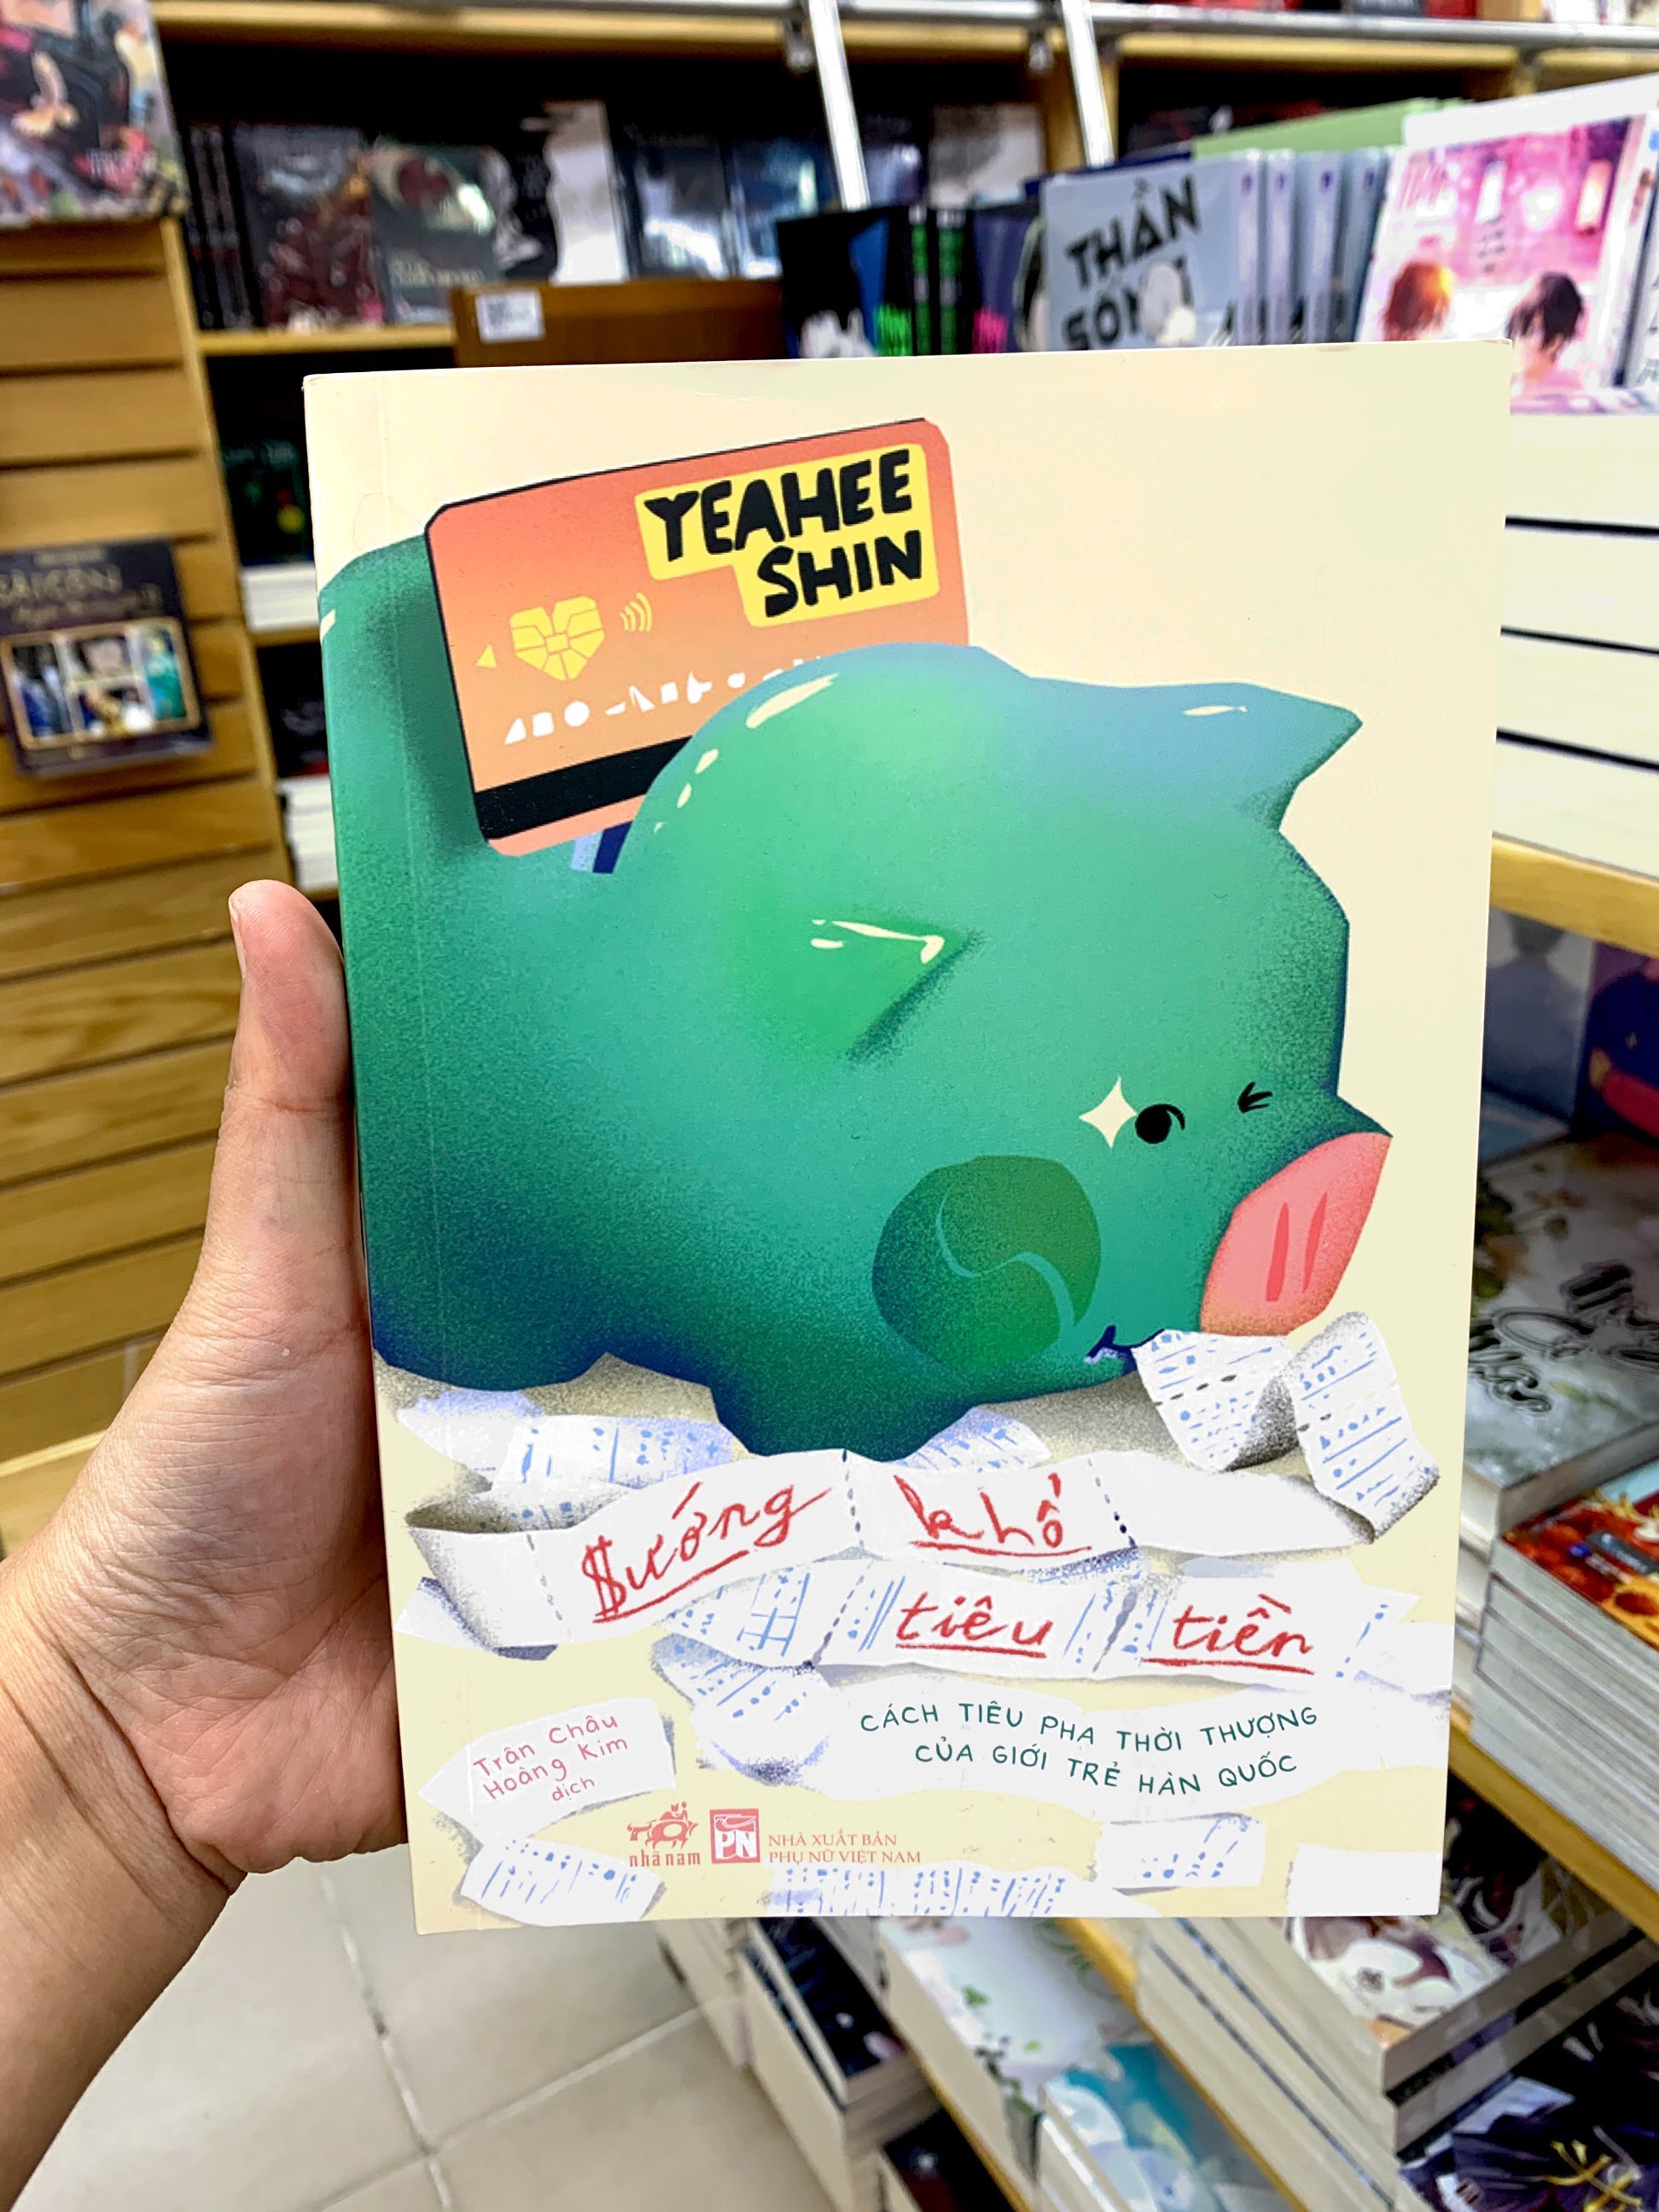 THẦN
YEAHEE
SHIN
$ướng khổ
tiêu tiền
CÁCH TIÊU PHA THỜI THƯỢNG
CỦA GIỚI TRẺ HÀN QUỐC
Trân Châu
Hoàng Kim
dịch
nhã nam
PN
NHÀ XUẤT BẢN
PHỤ NỮ VIỆT NAM